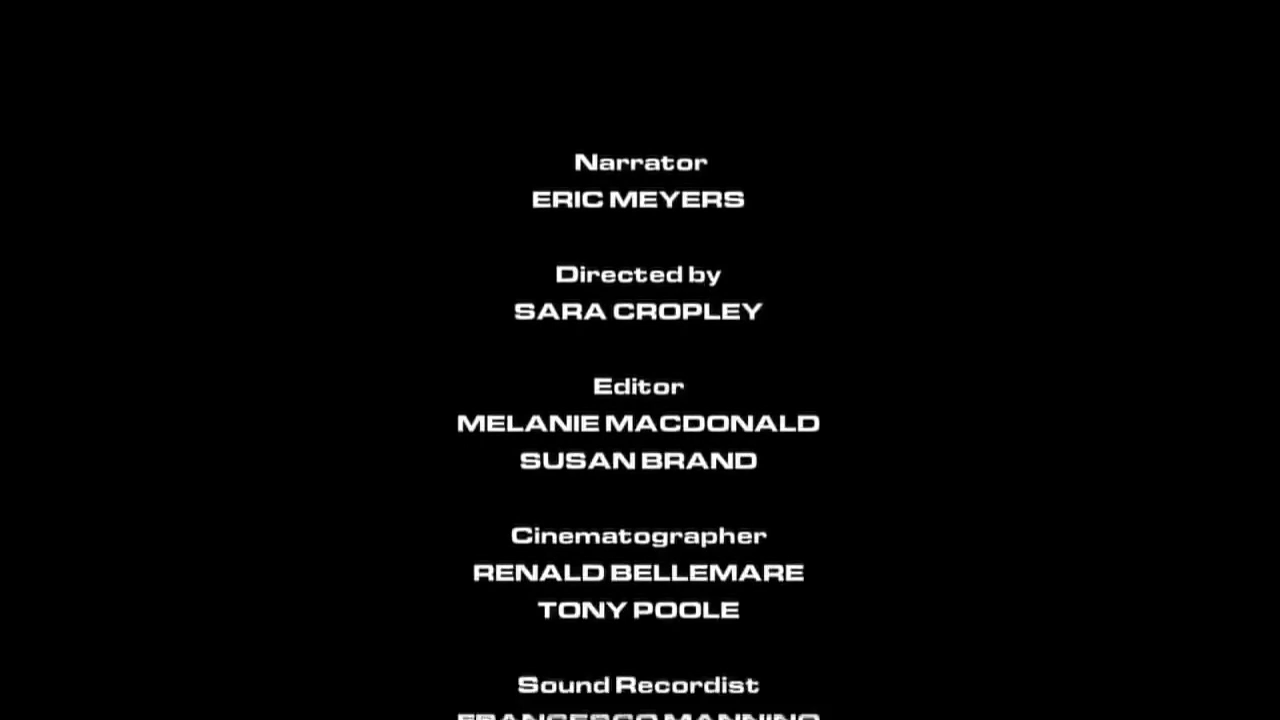 Narrator
ERIC MEYERS
Directed by
SARA CROPLEY
Editor
MELANIE MACDONALD
SUSAN BRAND
Cinematographer
RENALD BELLEMARE
TONY POOLE
Sound Recordist